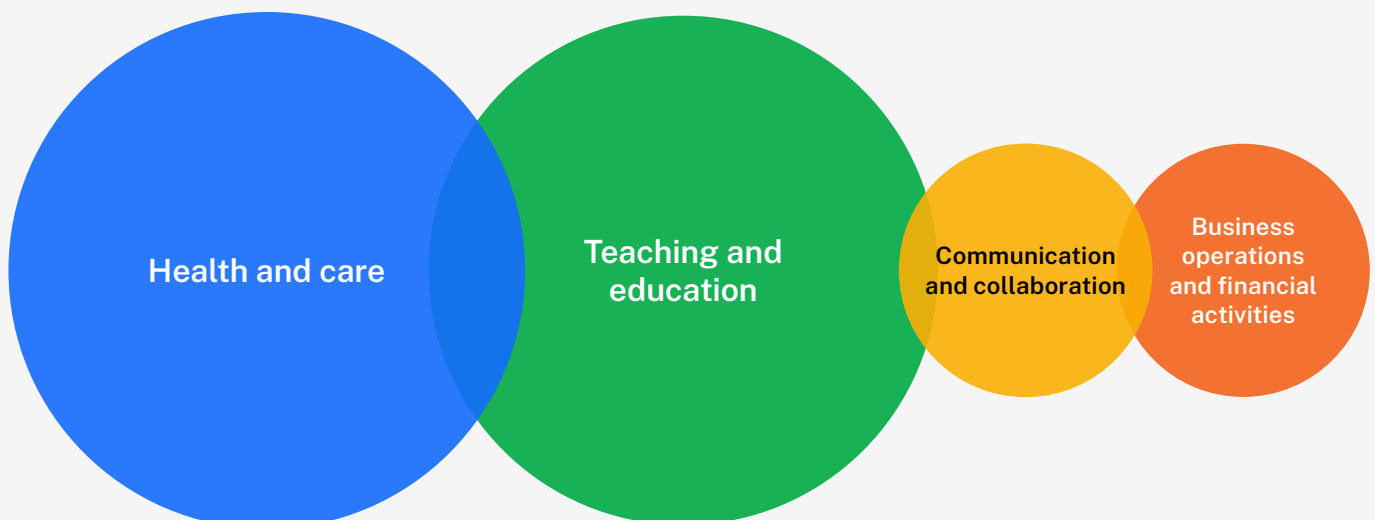 Health and care
Teaching and
education
Communication
and collaboration
Business
operations
and financial
activities